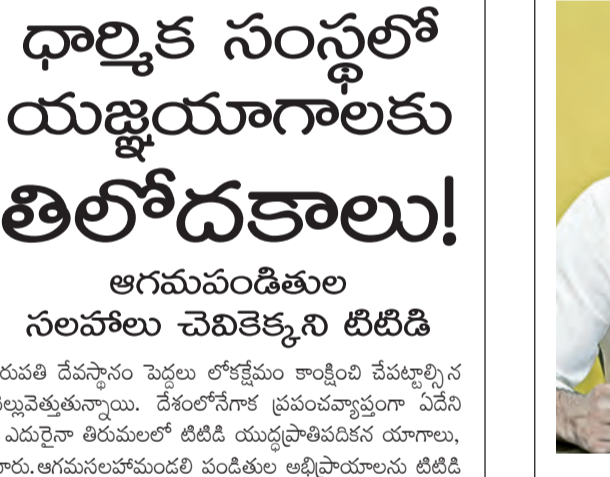 ధార్మిక సంస్థలో
యజ్ఞయాగాలకు
తిలోదకాలు!
ఆగమపండితుల
సలహాలు చెవికెక్కని టిటిడి
దేవస్థానం పెద్దలు లోకక్షేమం కాంక్షించి చేపట్టాల్సిన
దేశంలోనేగాక ప్రపంచవ్యాప్తంగా ఏదేని
ఎదురైనా తిరుమలలో టిటిడి యుద్ధప్రాతిపదికన యాగాలు,
ఆగమసలహామండలి పండితుల అభిప్రాయాలను టిటిడి